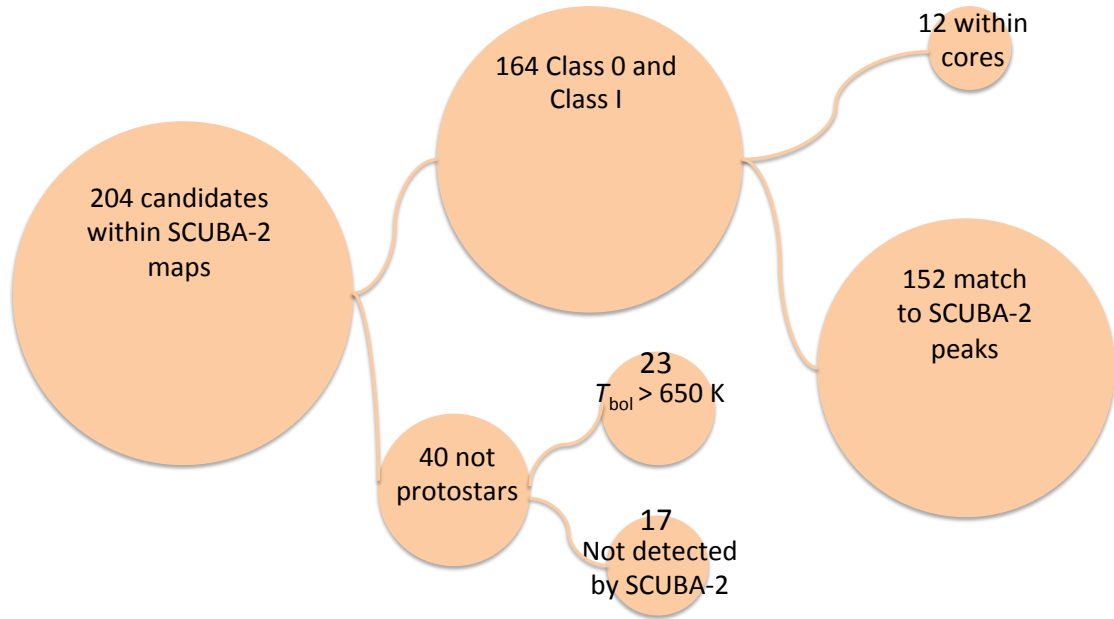 204 candidates
within SCUBA-2
maps
164 Class 0 and
Class I
12 within
cores
152 match
to SCUBA-2
peaks
40 not
protostars
23
Tbol > 650 K
17
Not detected
by SCUBA-2